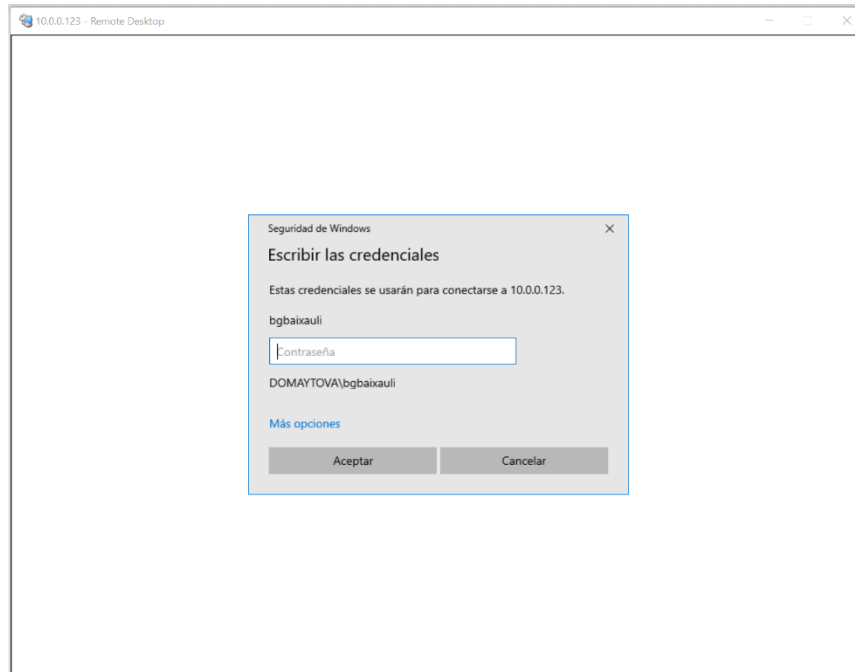 10.0.0.123 - Remote Desktop
Seguridad de Windows
Escribir las credenciales
Estas credenciales se usarán para conectarse a 10.0.0.123.
bgbaixauli
Contraseña
DOMAYTOVA\bgbaixauli
Más opciones
Aceptar Cancelar